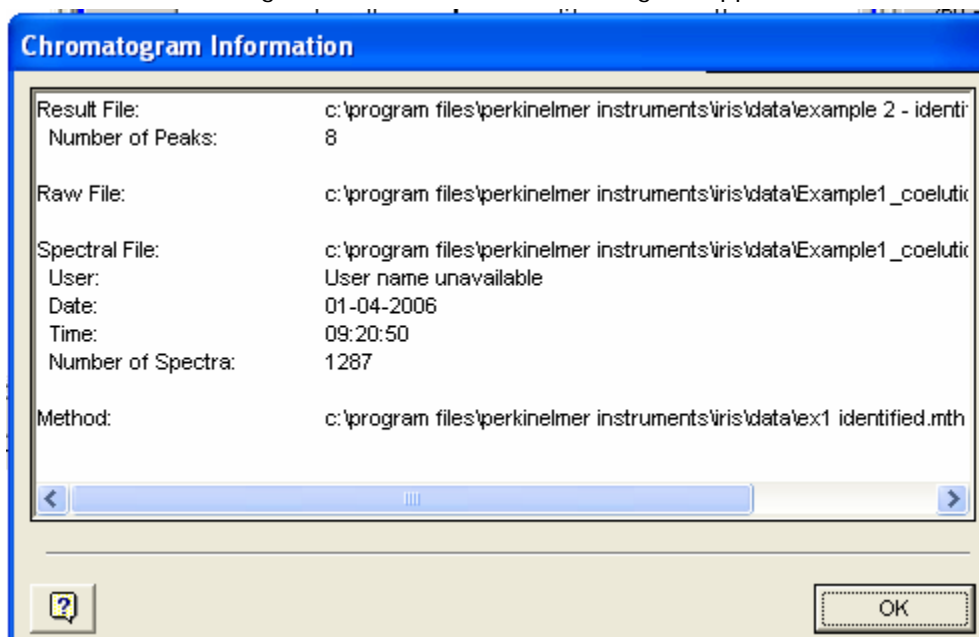 Chromatogram Information
Result File: c:\program files\perkinelmer instruments\iris\data\example 2 - identif
Number of Peaks: 8
Raw File: c:\program files\perkinelmer instruments\iris\data\Example1_coelutio
Spectral File: c:\program files\perkinelmer instruments\iris\data\Example1_coelutio
User: User name unavailable
Date: 01-04-2006
Time: 09:20:50
Number of Spectra: 1287
Method: c:\program files\perkinelmer instruments\iris\data\ex1 identified.mth
?
OK